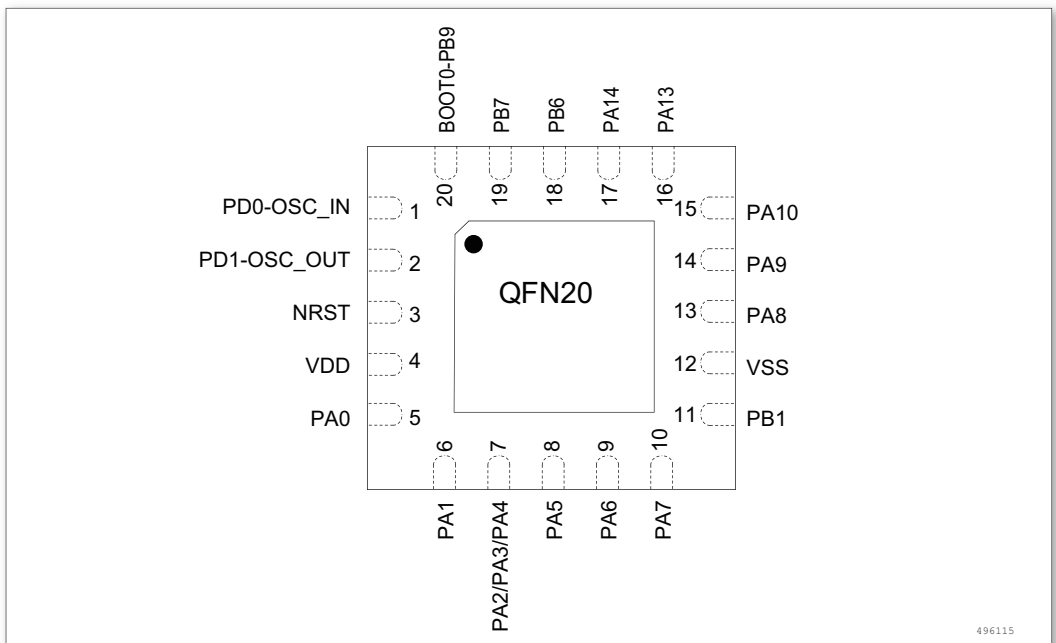 BOOT0-PB9
PB7
PB6
PA14
PA13
20
19
18
17
16
PD0-OSC_IN
1
PD1-OSC_OUT
2
NRST
3
VDD
4
PA0
5
QFN20
15
PA10
14
PA9
13
PA8
12
VSS
11
PB1
6
7
8
9
10
PA1
PA2/PA3/PA4
PA5
PA6
PA7
496115